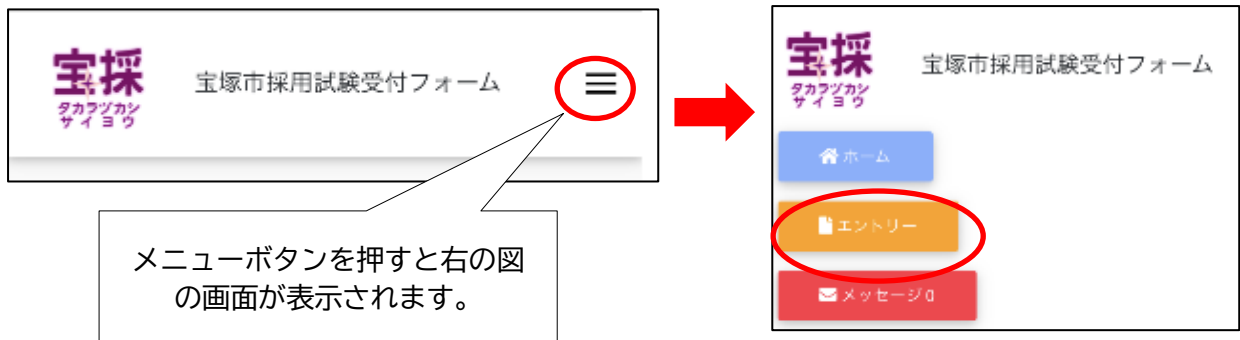 宝採
タカラヅカシ
サイヨウ
宝塚市採用試験受付フォーム
メニューボタンを押すと右の図
の画面が表示されます。
宝採
タカラヅカシ
サイヨウ
宝塚市採用試験受付フォーム
ホーム
エントリー
メッセージ 0